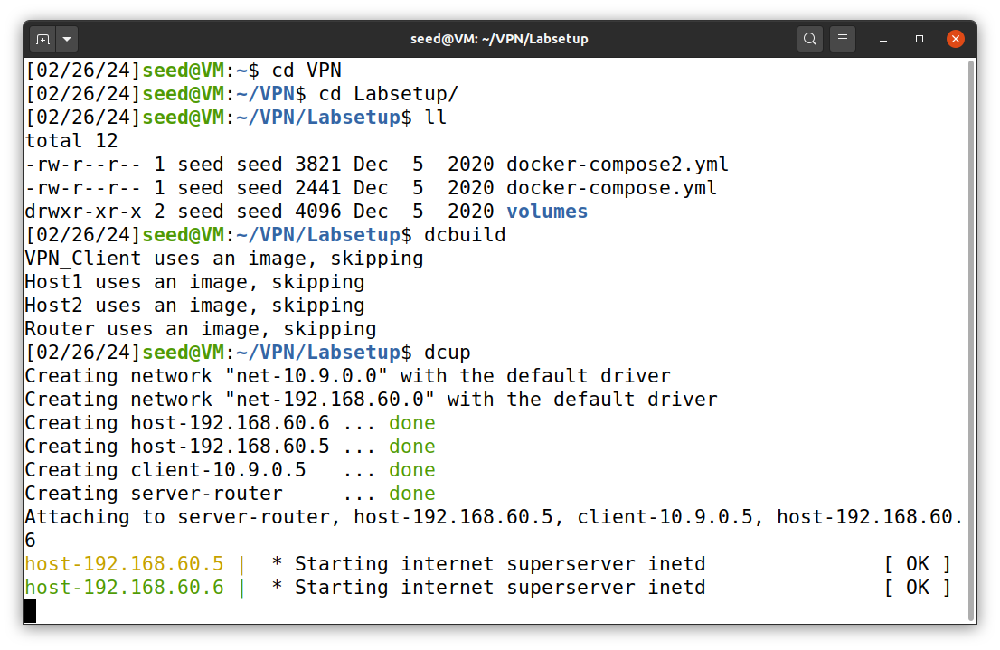 seed@VM: ~/VPN/Labsetup
[02/26/24]seed@VM:~$ cd VPN
[02/26/24]seed@VM:~/VPN$ cd Labsetup/
[02/26/24]seed@VM:~/VPN/Labsetup$ ll
total 12
-rw-r--r-- 1 seed seed 3821 Dec  5  2020 docker-compose2.yml
-rw-r--r-- 1 seed seed 2441 Dec  5  2020 docker-compose.yml
drwxr-xr-x 2 seed seed 4096 Dec  5  2020 volumes
[02/26/24]seed@VM:~/VPN/Labsetup$ dcbuild
VPN_Client uses an image, skipping
Host1 uses an image, skipping
Host2 uses an image, skipping
Router uses an image, skipping
[02/26/24]seed@VM:~/VPN/Labsetup$ dcup
Creating network "net-10.9.0.0" with the default driver
Creating network "net-192.168.60.0" with the default driver
Creating host-192.168.60.6 ... done
Creating host-192.168.60.5 ... done
Creating client-10.9.0.5   ... done
Creating server-router     ... done
Attaching to server-router, host-192.168.60.5, client-10.9.0.5, host-192.168.60.
6
host-192.168.60.5 |  * Starting internet superserver inetd               [ OK ]
host-192.168.60.6 |  * Starting internet superserver inetd               [ OK ]